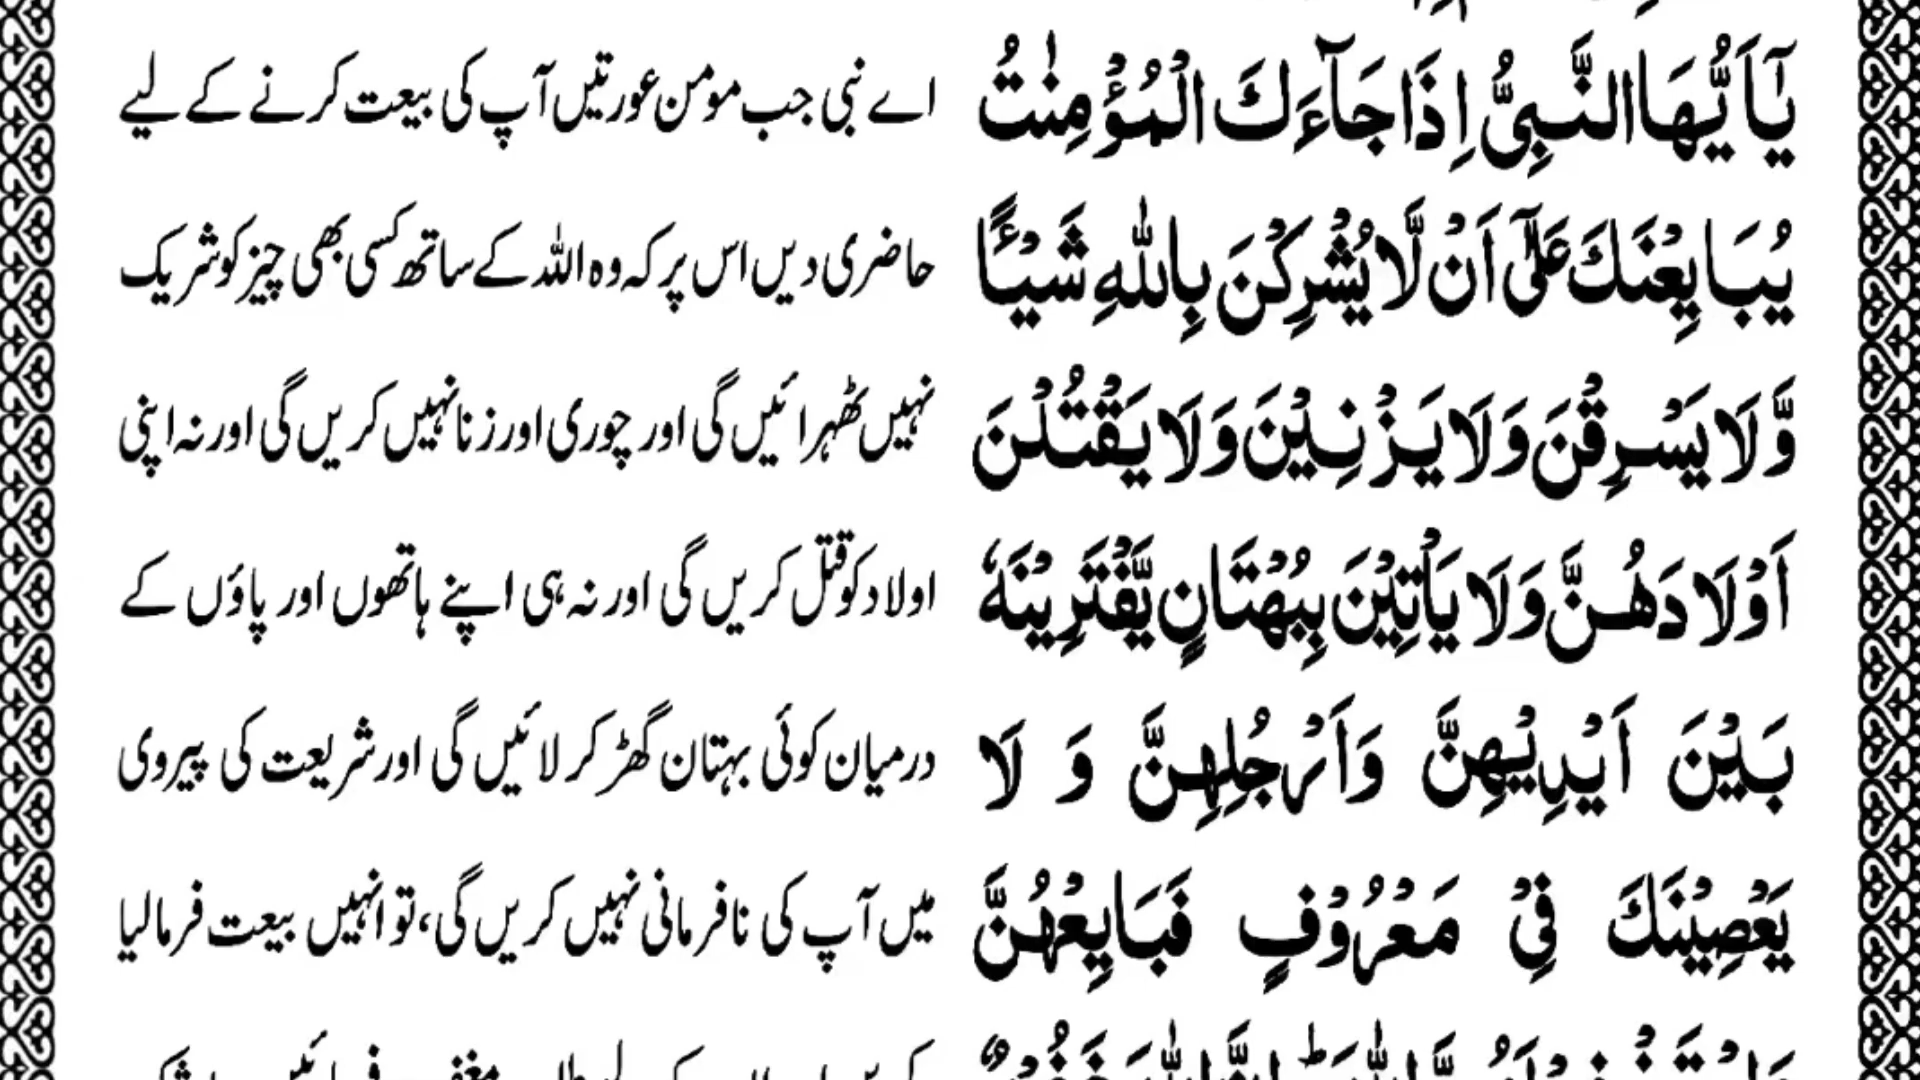 يٰۤاَيُّهَا النَّبِىُّ اِذَا جَآءَكَ الْمُؤْمِنٰتُ
اے نبی جب مومن عورتیں آپ کی بیعت کرنے کے لیے
يُبَايِعْنَكَ عَلٰٓى اَنْ لَّا يُشْرِكْنَ بِاللّٰهِ شَيْــًٔا
حاضری دیں اس پر کہ وہ اللہ کے ساتھ کسی بھی چیز کو شریک
وَّلَا يَسْرِقْنَ وَلَا يَزْنِيْنَ وَلَا يَقْتُلْنَ
نہیں ٹھہرائیں گی اور چوری اور زنا نہیں کریں گی اور نہ اپنی
اَوْلَادَهُنَّ وَلَا يَاْتِيْنَ بِبُهْتَانٍ يَّفْتَرِيْنَهٗ
اولاد کو قتل کریں گی اور نہ ہی اپنے ہاتھوں اور پاؤں کے
بَيْنَ اَيْدِيْهِنَّ وَاَرْجُلِهِنَّ وَ لَا
درمیان کوئی بہتان گھڑ کر لائیں گی اور شریعت کی پیروی
يَعْصِيْنَكَ فِىْ مَعْرُوْفٍ فَبَايِعْهُنَّ
میں آپ کی نافرمانی نہیں کریں گی، تو انہیں بیعت فرما لیا